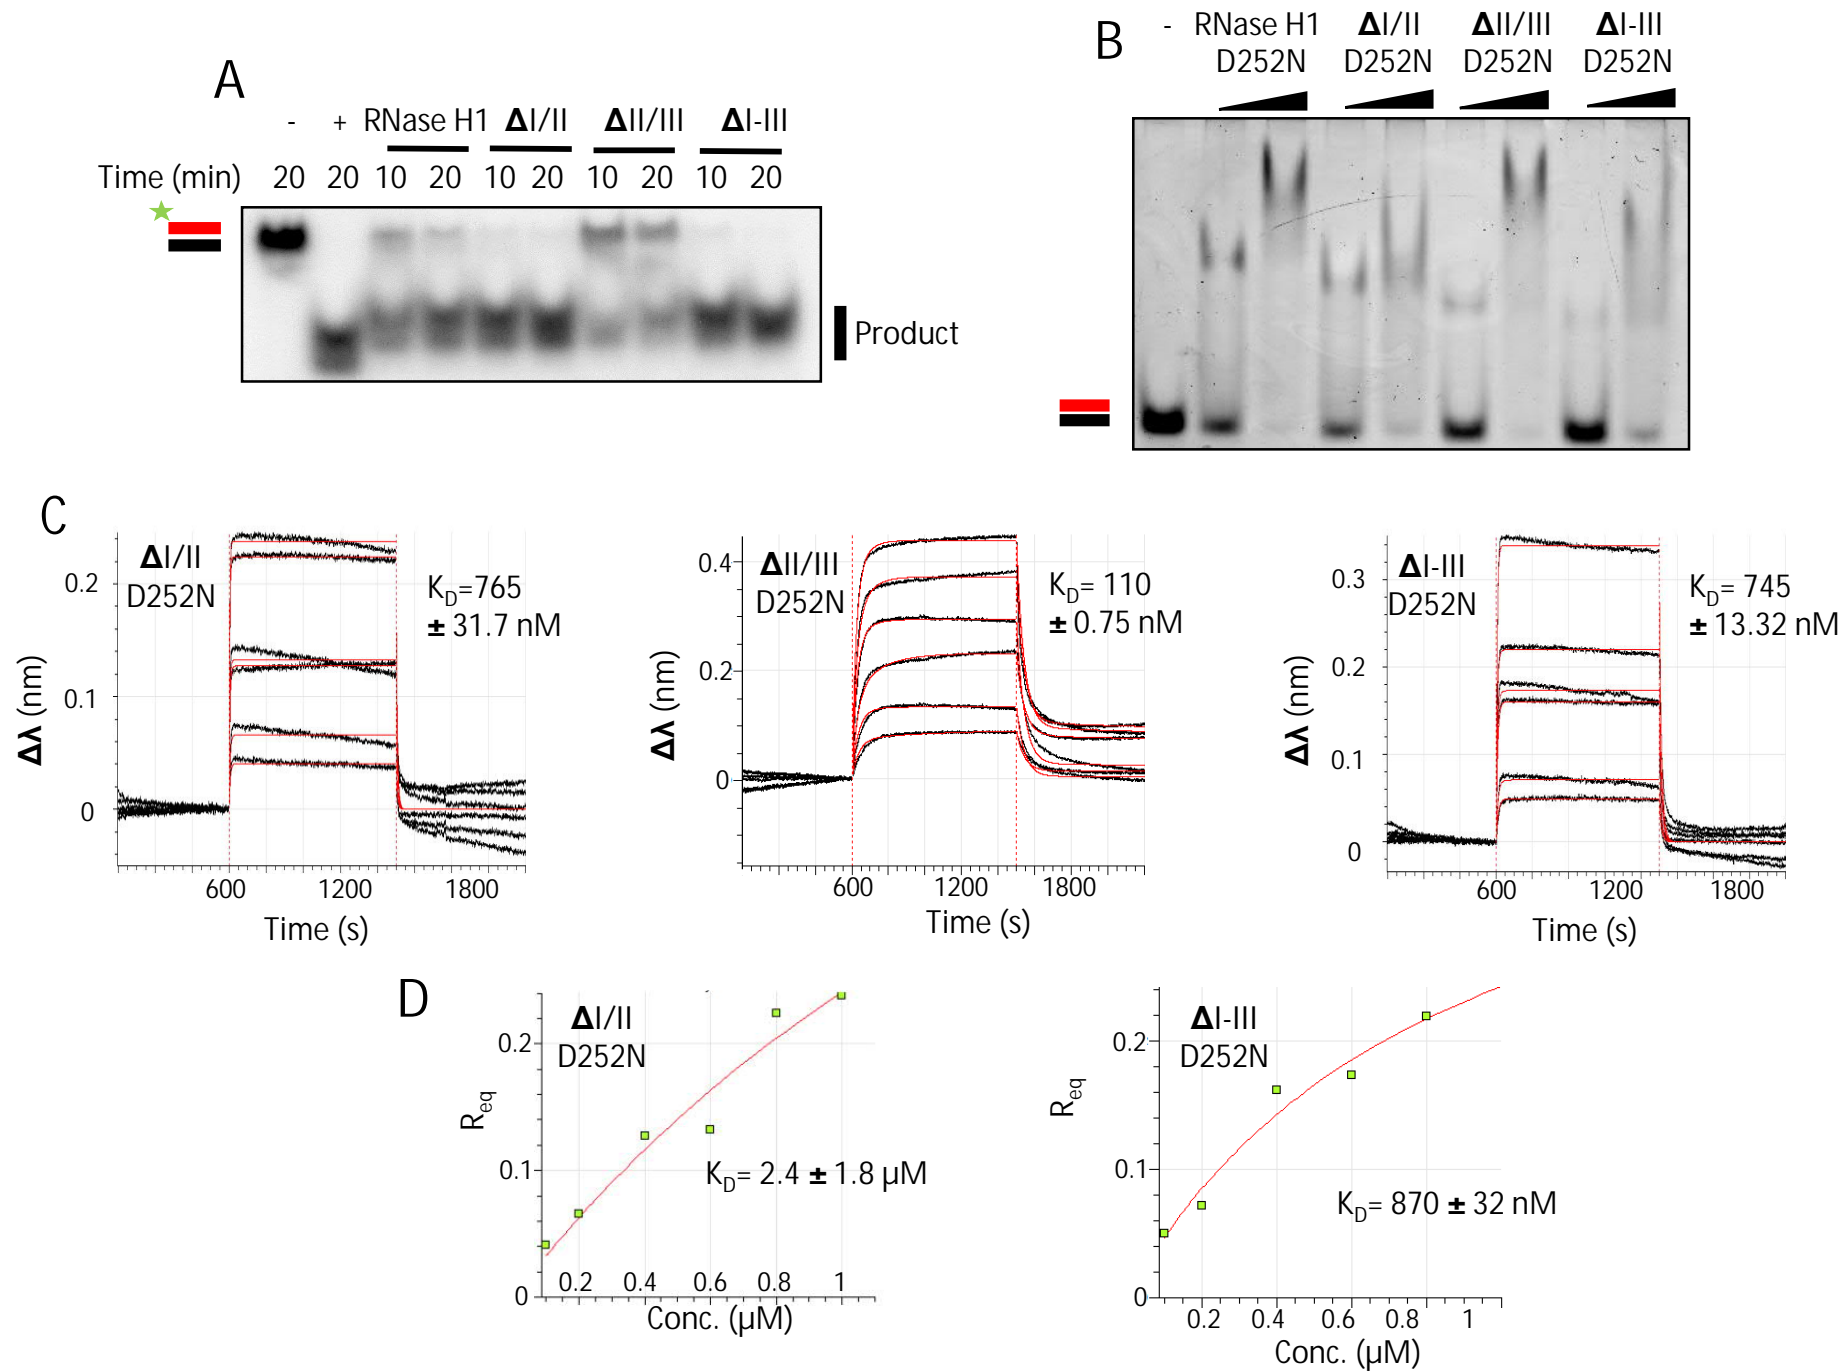 A
- + RNase H1 ΔI/II ΔII/III ΔI-III
Time (min) 20 20 10 20 10 20 10 20 10 20
Product
B
- RNase H1 ΔI/II ΔII/III ΔI-III
D252N D252N D252N D252N
C
ΔI/II
D252N
K_D=765
± 31.7 nM
0.2
0.1
0
Δλ (nm)
600 1200 1800
Time (s)
ΔII/III
D252N
K_D= 110
± 0.75 nM
0.4
0.2
0
Δλ (nm)
600 1200 1800
Time (s)
ΔI-III
D252N
K_D= 745
± 13.32 nM
0.3
0.2
0.1
0
Δλ (nm)
600 1200 1800
Time (s)
D
ΔI/II
D252N
0.2
0.1
0
R_eq
K_D= 2.4 ± 1.8 µM
0.2 0.4 0.6 0.8 1
Conc. (µM)
ΔI-III
D252N
0.2
0.1
0
R_eq
K_D= 870 ± 32 nM
0.2 0.4 0.6 0.8 1
Conc. (µM)